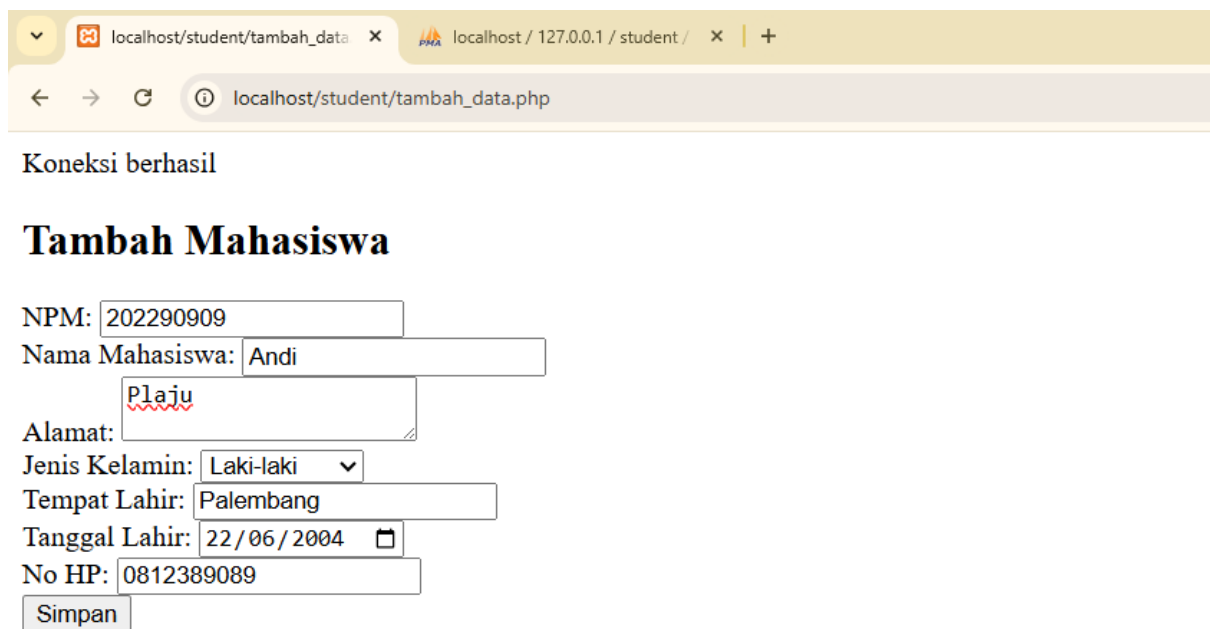 localhost/student/tambah_data
localhost / 127.0.0.1 / student /
PMA
localhost/student/tambah_data.php
Koneksi berhasil
Tambah Mahasiswa
NPM: 202290909
Nama Mahasiswa: Andi
Alamat: Plaju
Jenis Kelamin: Laki-laki
Tempat Lahir: Palembang
Tanggal Lahir: 22/06/2004
No HP: 0812389089
Simpan